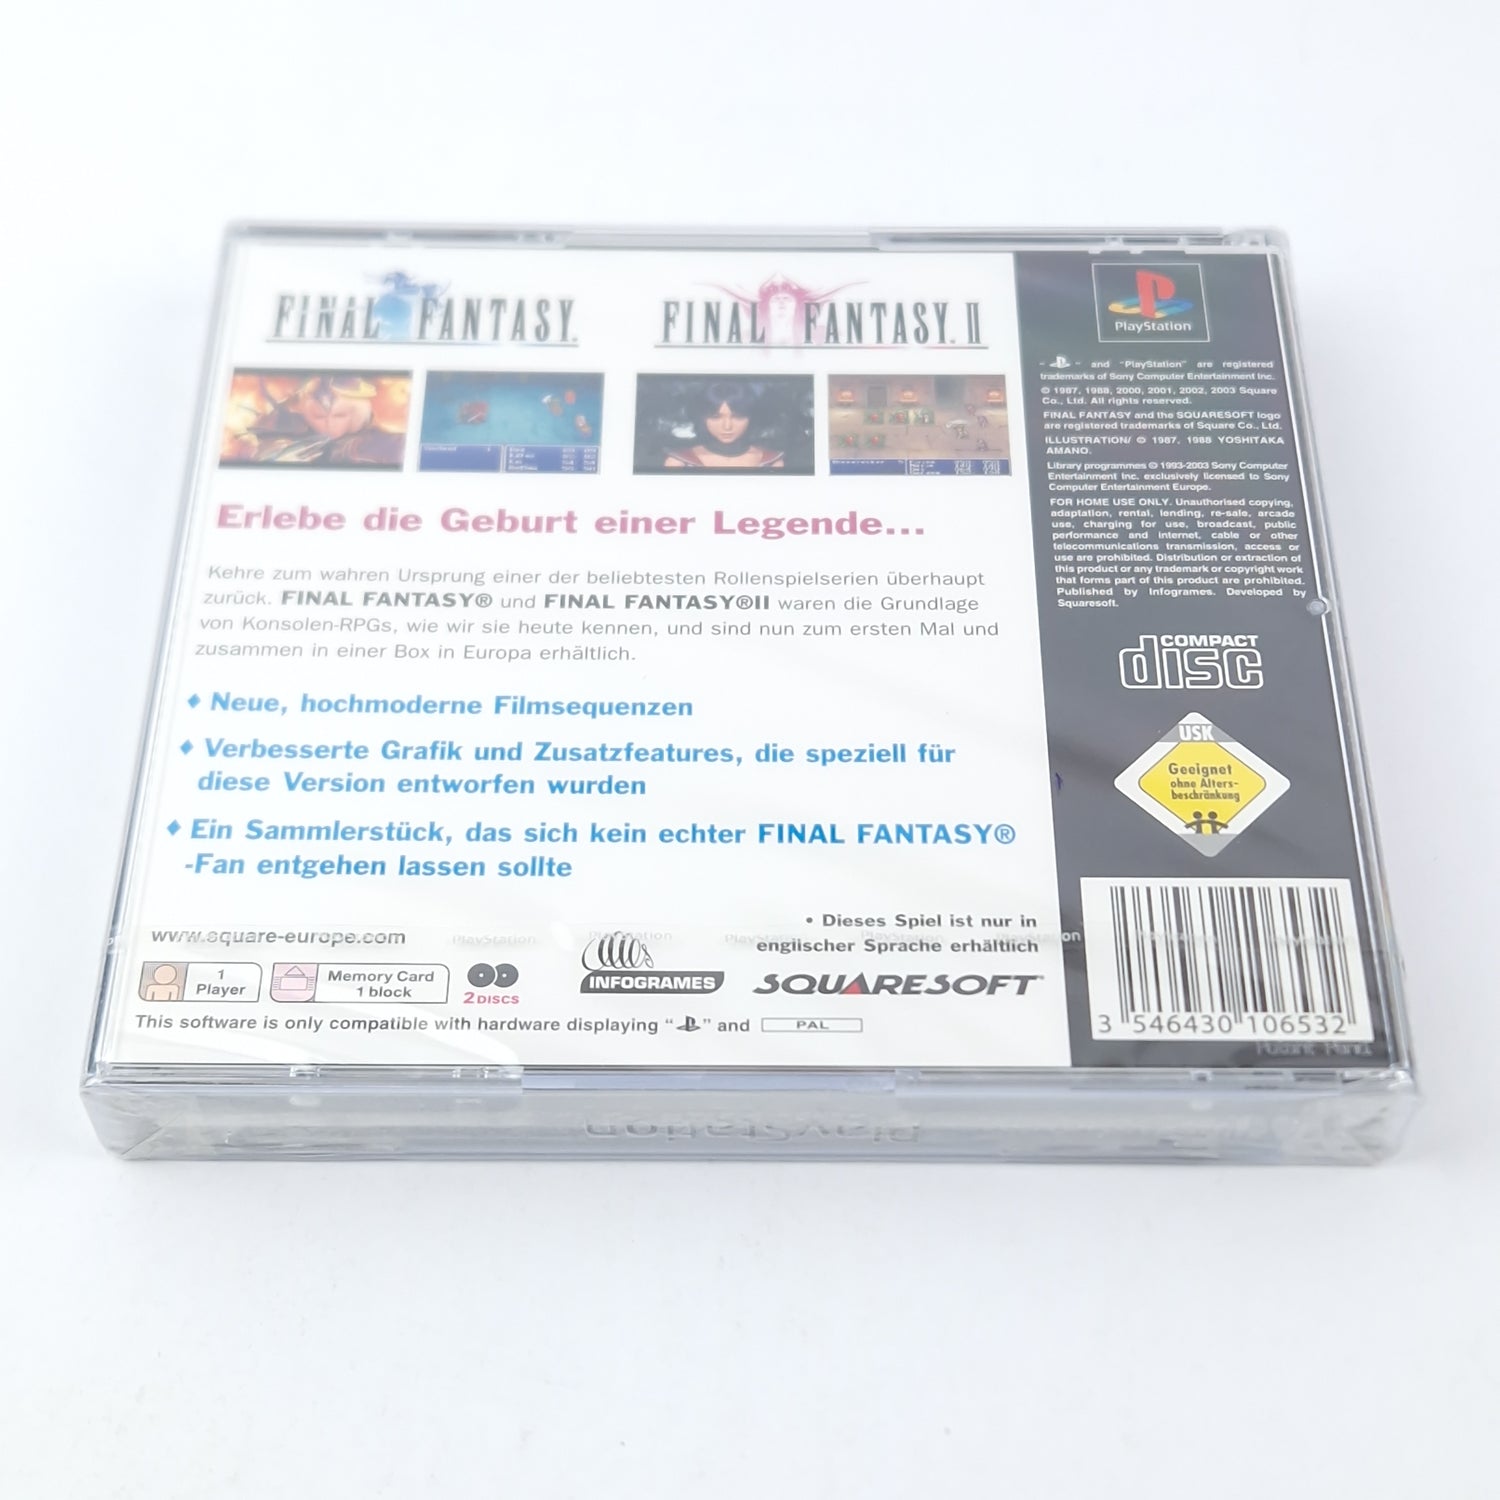 FINAL FANTASY.
FINAL FANTASY. II
Erlebe die Geburt einer Legende...
Kehre zum wahren Ursprung einer der beliebtesten Rollenspielserien überhaupt
zurück. FINAL FANTASY® und FINAL FANTASY®II waren die Grundlage
von Konsolen-RPGs, wie wir sie heute kennen, und sind nun zum ersten Mal und
zusammen in einer Box in Europa erhältlich.
♦ Neue, hochmoderne Filmsequenzen
♦ Verbesserte Grafik und Zusatzfeatures, die speziell für
diese Version entworfen wurden
♦ Ein Sammlerstück, das sich kein echter FINAL FANTASY®
-Fan entgehen lassen sollte
• Dieses Spiel ist nur in
englischer Sprache erhältlich
www.square-europe.com
1
Player
Memory Card
1 block
2 DISCS
INFOGRAMES
SQUARESOFT
This software is only compatible with hardware displaying " " and PAL
PlayStation
" " and "PlayStation" are registered
trademarks of Sony Computer Entertainment Inc.
© 1987, 1988, 2000, 2001, 2002, 2003 Square
Co., Ltd. All rights reserved.
FINAL FANTASY and the SQUARESOFT logo
are registered trademarks of Square Co., Ltd.
ILLUSTRATION/ © 1987, 1988 YOSHITAKA
AMANO.
Library programmes © 1993-2003 Sony Computer
Entertainment Inc. exclusively licensed to Sony
Computer Entertainment Europe.
FOR HOME USE ONLY. Unauthorised copying,
adaptation, rental, lending, re-sale, arcade
use, charging for use, broadcast, public
performance and internet, cable or other
telecommunications transmission, access or
use are prohibited. Distribution or extraction of
this product or any trademark or copyright work
that forms part of this product are prohibited.
Published by Infogrames. Developed by
Squaresoft.
COMPACT
disc
USK
Geeignet
ohne Alters-
beschränkung
3 546430 106532
PlayStation